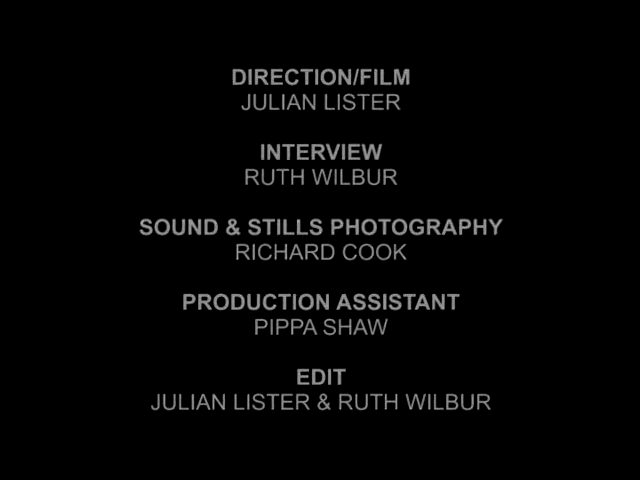 DIRECTION/FILM
JULIAN LISTER
INTERVIEW
RUTH WILBUR
SOUND & STILLS PHOTOGRAPHY
RICHARD COOK
PRODUCTION ASSISTANT
PIPPA SHAW
EDIT
JULIAN LISTER & RUTH WILBUR